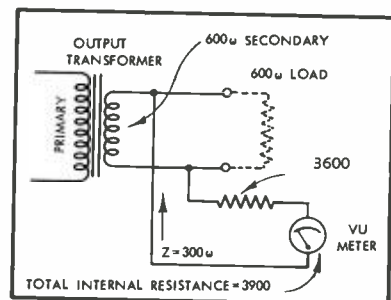 OUTPUT
TRANSFORMER
600ω SECONDARY
600ω LOAD
PRIMARY
3600
Z=300ω
VU
METER
TOTAL INTERNAL RESISTANCE=3900